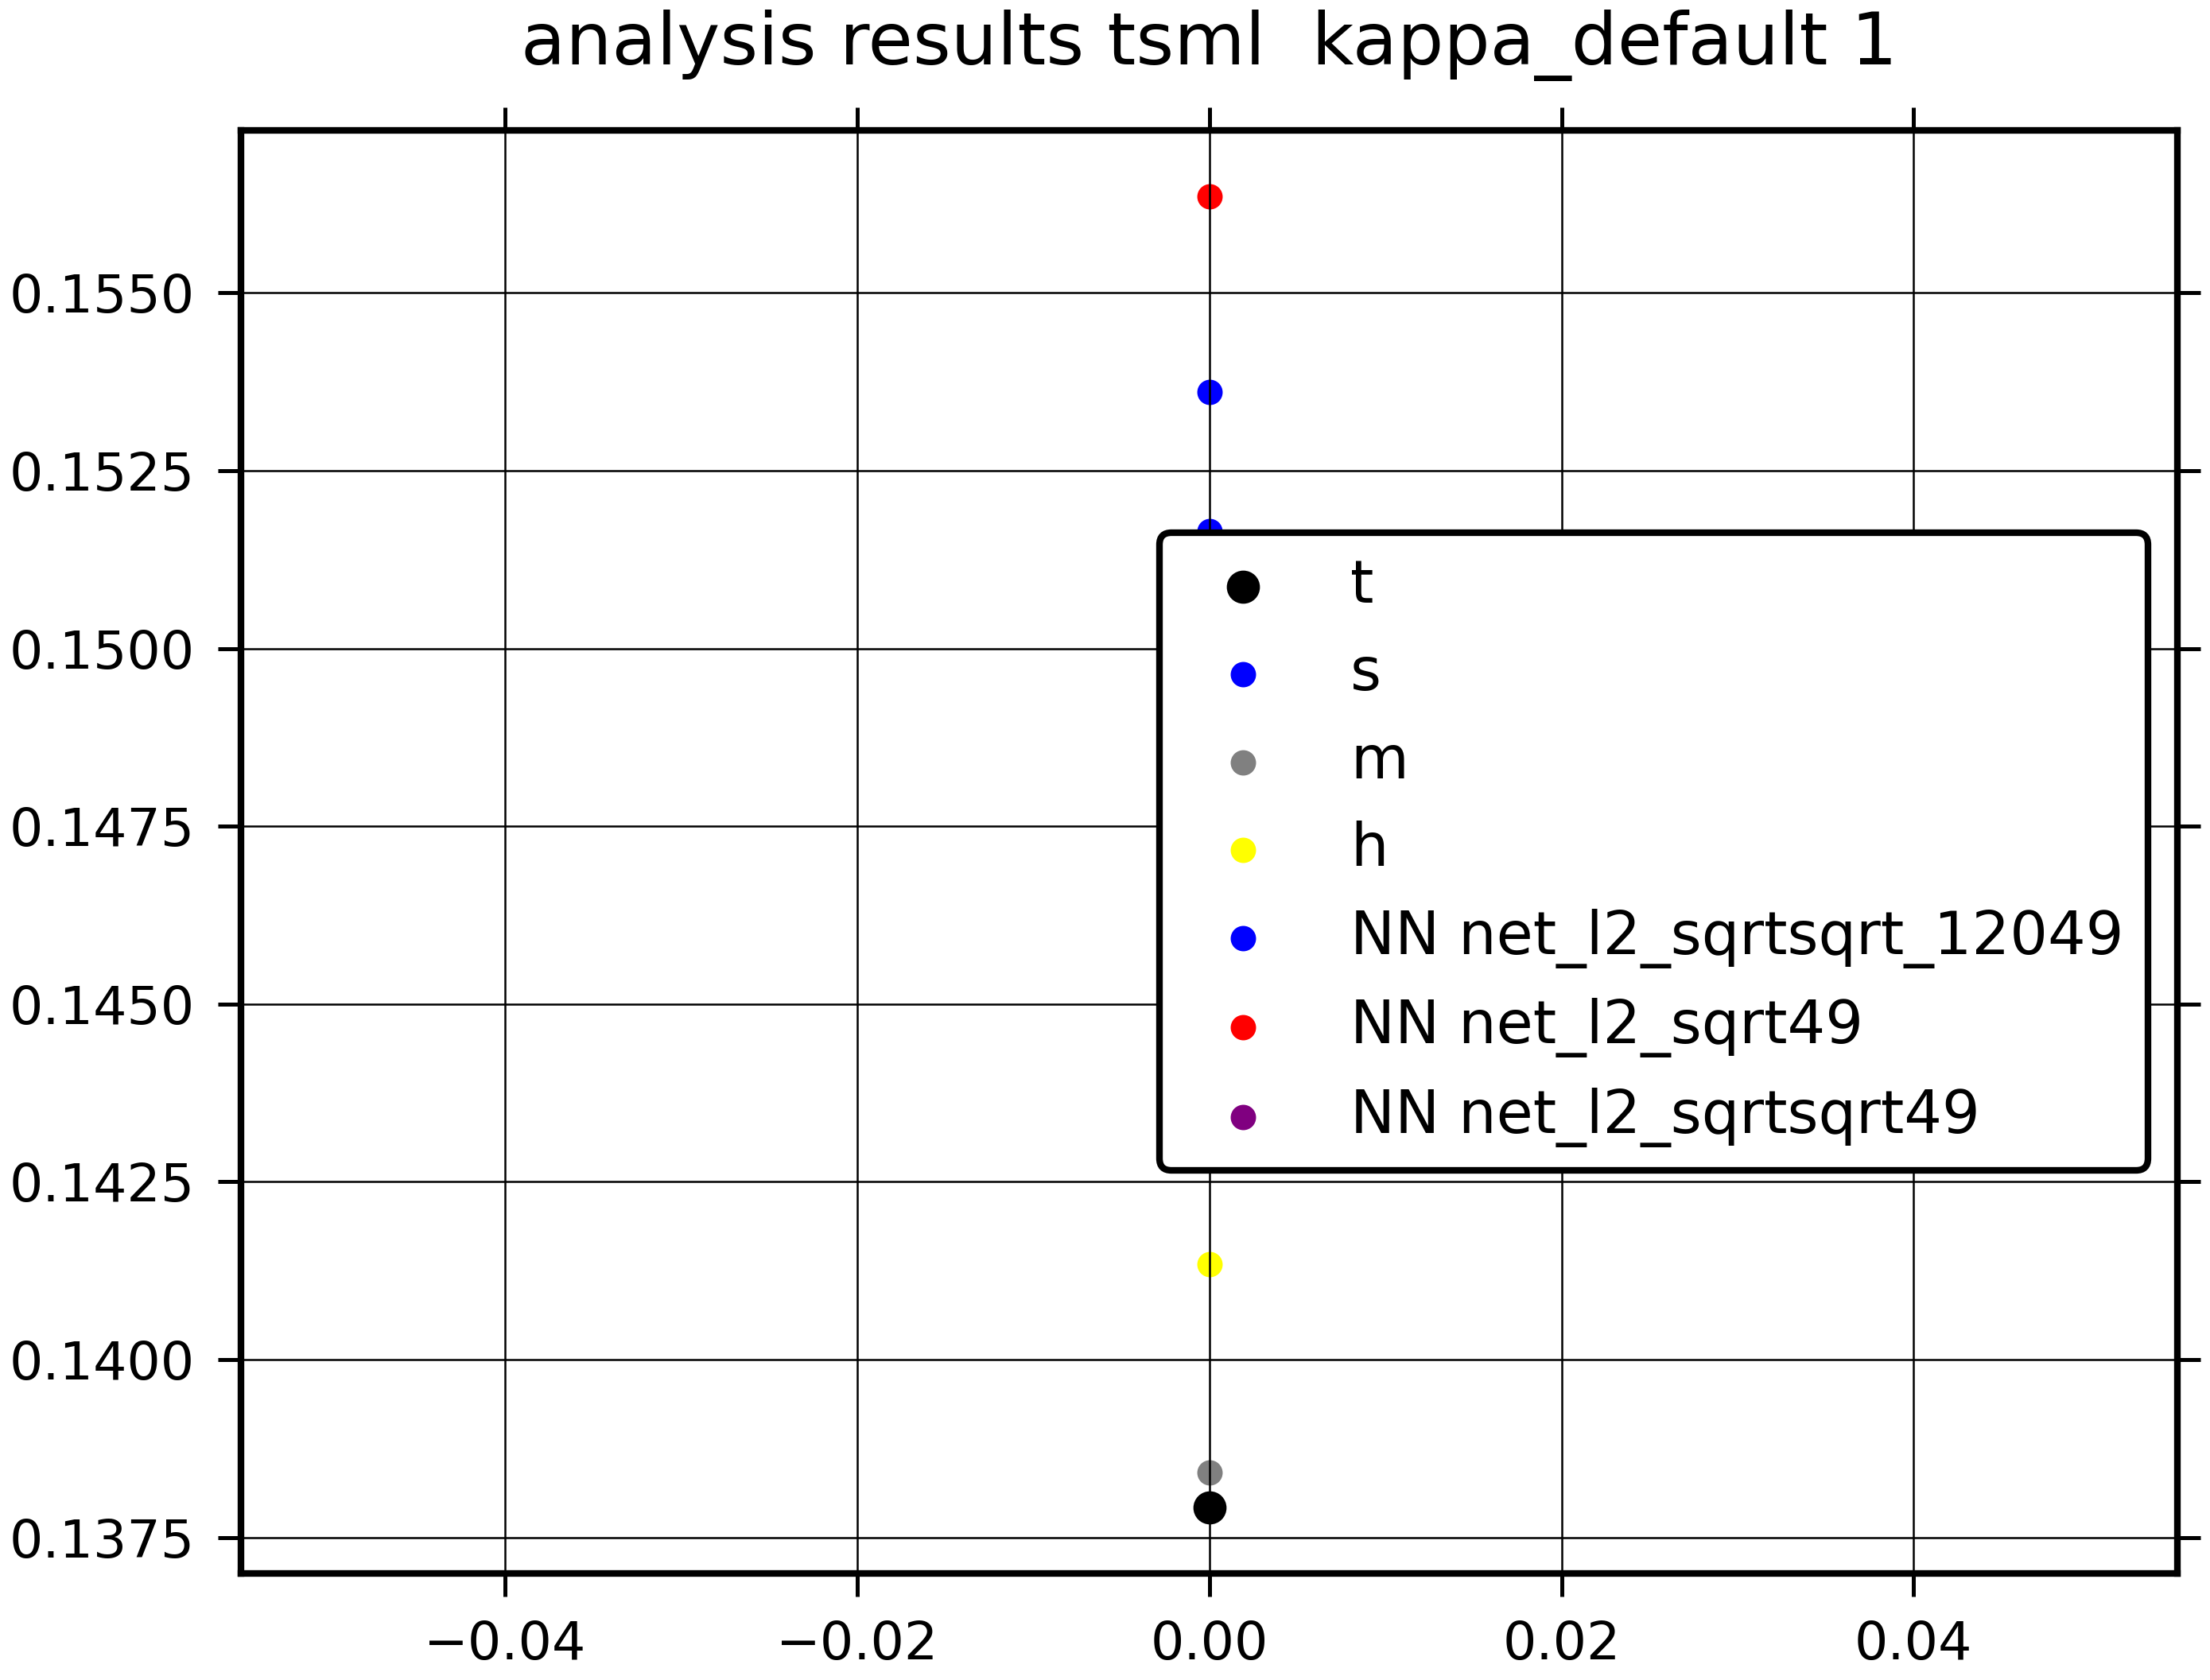 analysis results tsml  kappa_default 1
0.1550
0.1525
0.1500
0.1475
0.1450
0.1425
0.1400
0.1375
t
s
m
h
NN net_l2_sqrtsqrt_12049
NN net_l2_sqrt49
NN net_l2_sqrtsqrt49
−0.04 −0.02 0.00 0.02 0.04